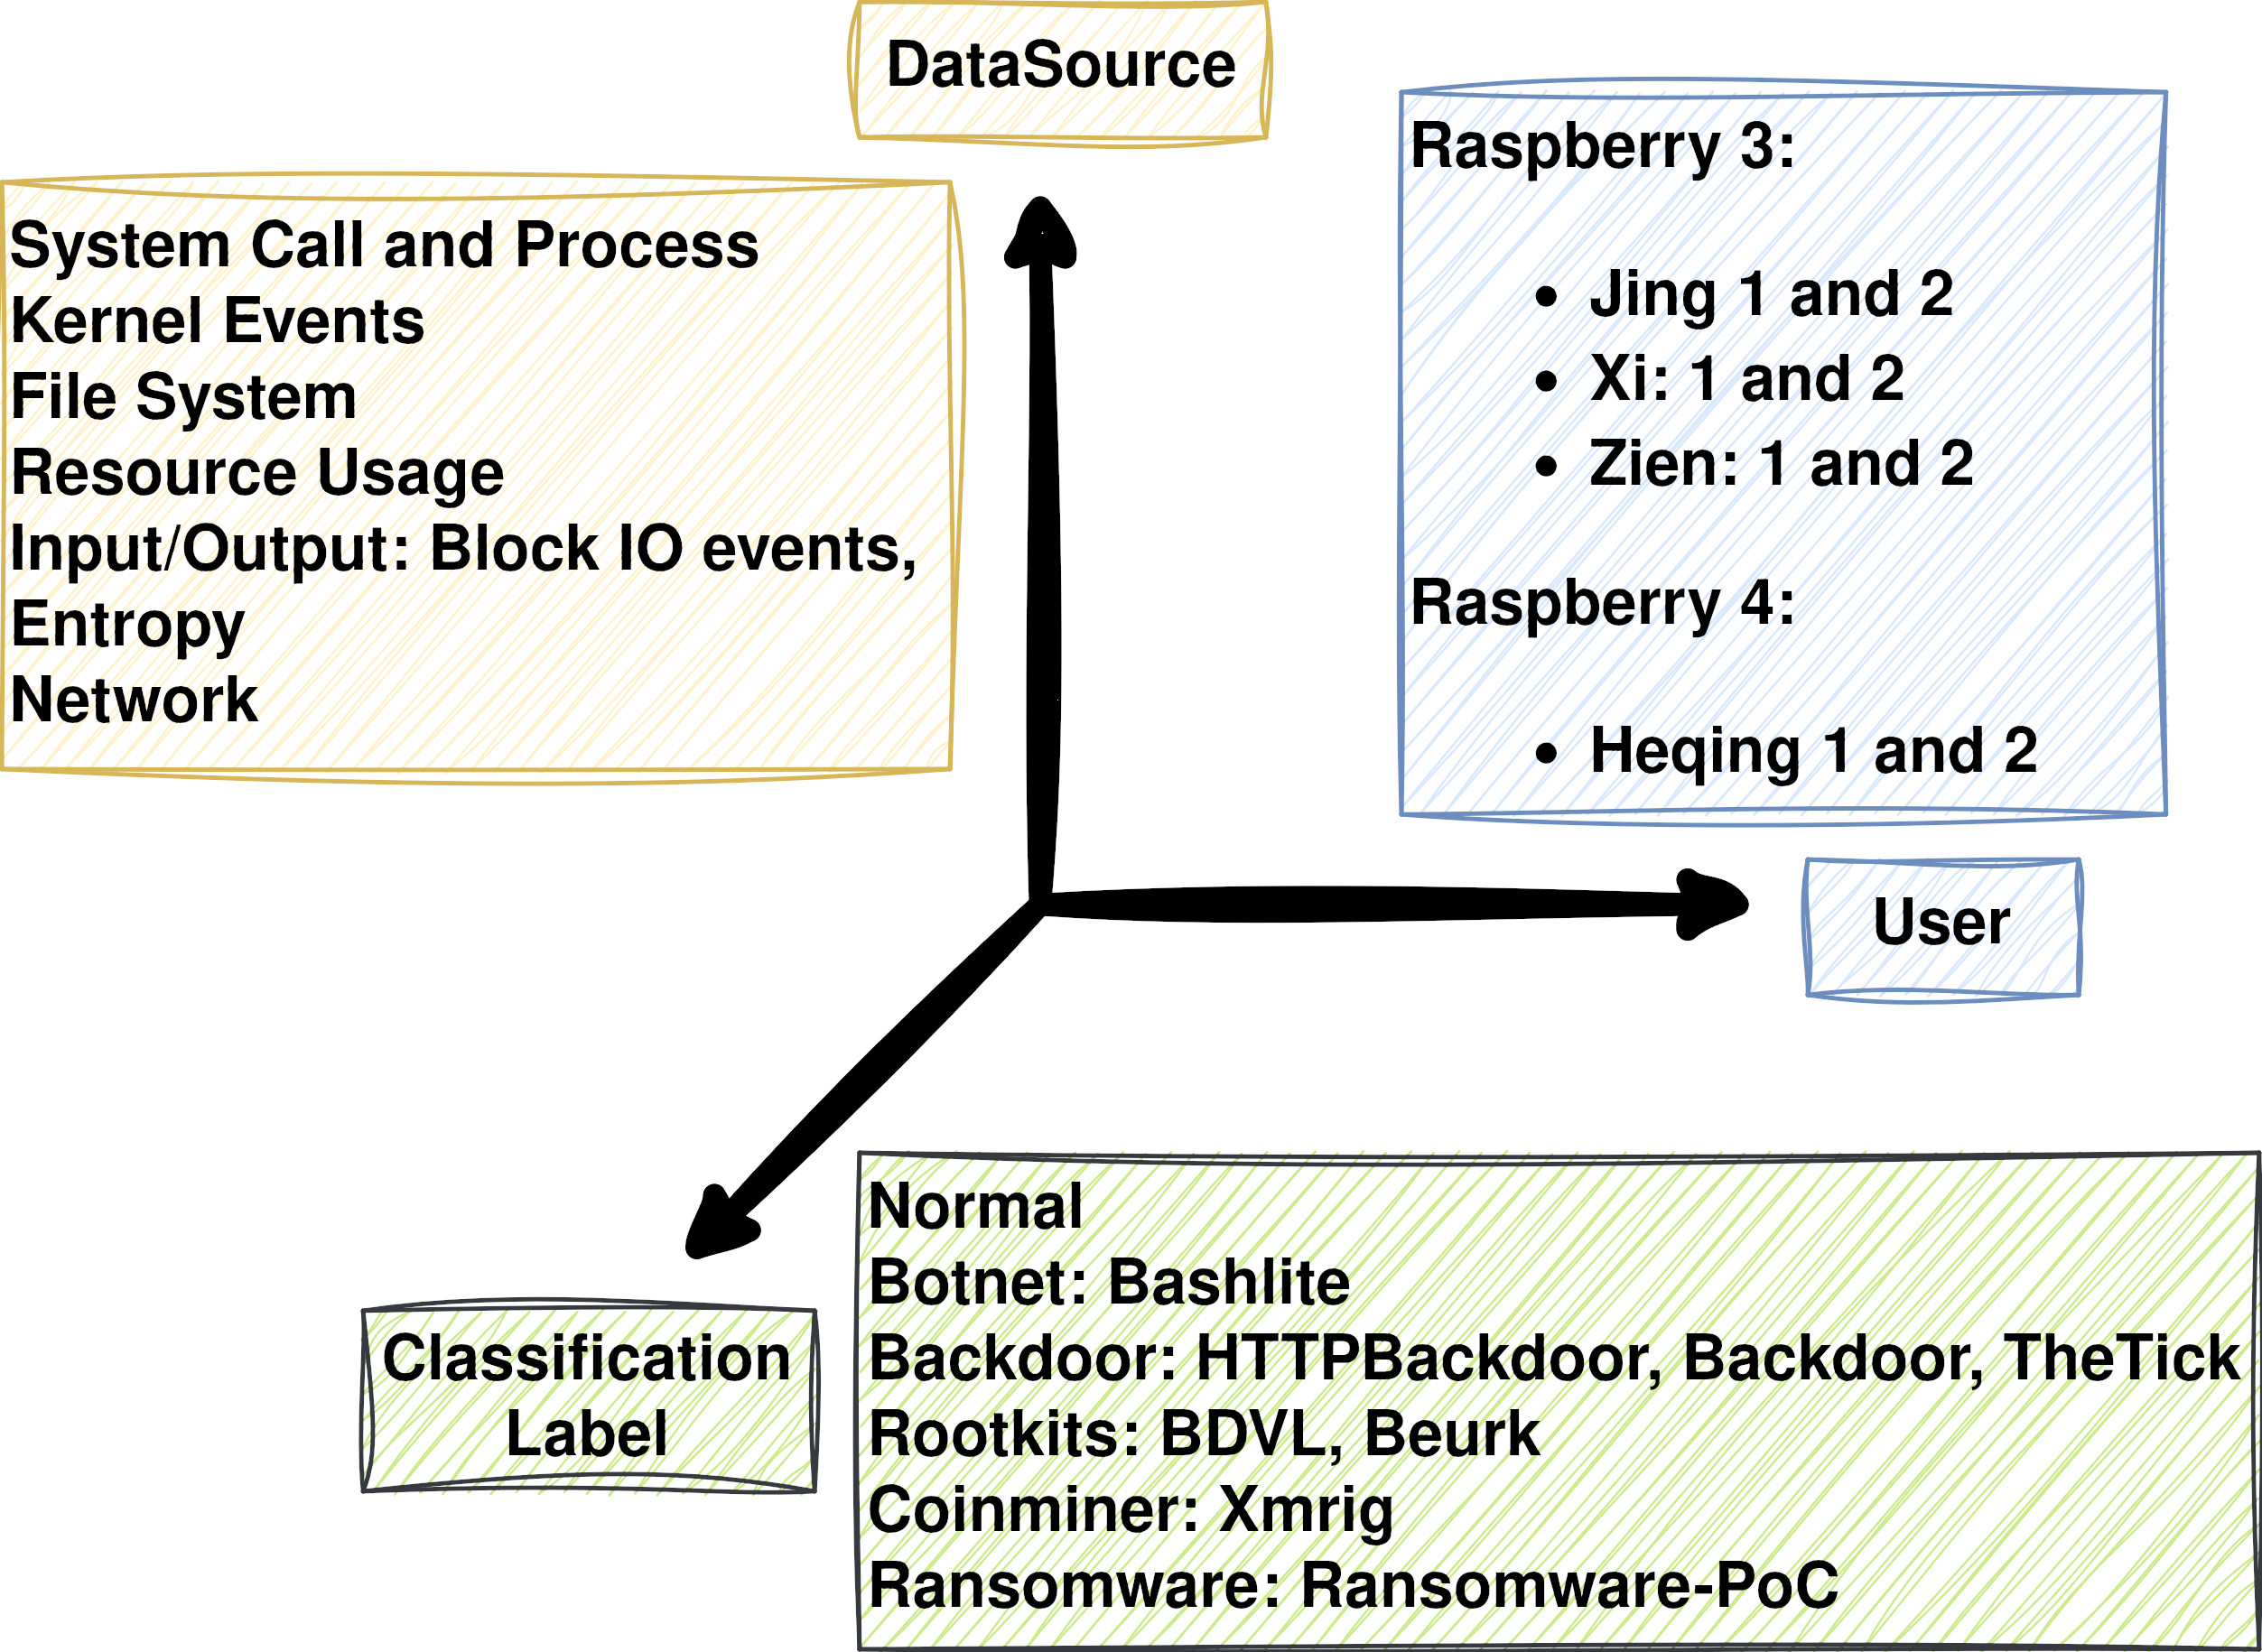 DataSource
System Call and Process
Kernel Events
File System
Resource Usage
Input/Output: Block IO events,
Entropy
Network
Raspberry 3:
• Jing 1 and 2
• Xi: 1 and 2
• Zien: 1 and 2
Raspberry 4:
• Heqing 1 and 2
User
Classification
Label
Normal
Botnet: Bashlite
Backdoor: HTTPBackdoor, Backdoor, TheTick
Rootkits: BDVL, Beurk
Coinminer: Xmrig
Ransomware: Ransomware-PoC